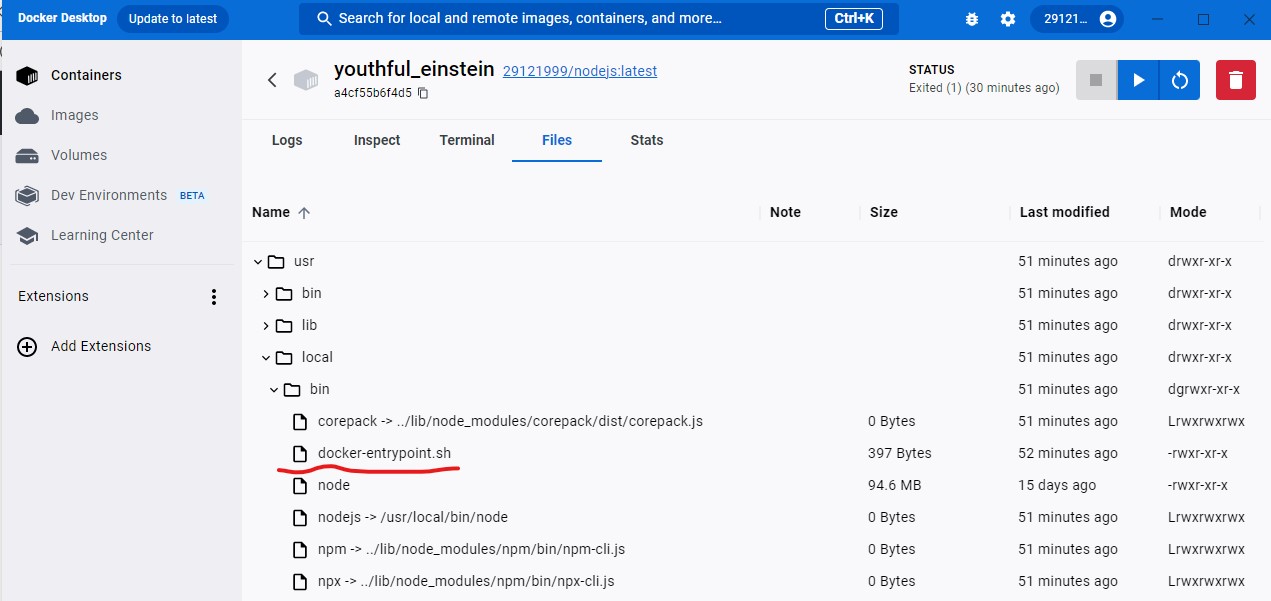 Docker Desktop Update to latest Search for local and remote images, containers, and more... Ctrl+K 29121...
Containers
Images
Volumes
Dev Environments BETA
Learning Center
Extensions
Add Extensions
youthful_einstein 29121999/nodejs:latest
a4cf55b6f4d5
STATUS
Exited (1) (30 minutes ago)
Logs Inspect Terminal Files Stats
Name Note Size Last modified Mode
usr 51 minutes ago drwxr-xr-x
bin 51 minutes ago drwxr-xr-x
lib 51 minutes ago drwxr-xr-x
local 51 minutes ago drwxr-xr-x
bin 51 minutes ago dgrwxr-xr-x
corepack -> ../lib/node_modules/corepack/dist/corepack.js 0 Bytes 51 minutes ago Lrwxrwxrwx
docker-entrypoint.sh 397 Bytes 52 minutes ago -rwxr-xr-x
node 94.6 MB 15 days ago -rwxr-xr-x
nodejs -> /usr/local/bin/node 0 Bytes 51 minutes ago Lrwxrwxrwx
npm -> ../lib/node_modules/npm/bin/npm-cli.js 0 Bytes 51 minutes ago Lrwxrwxrwx
npx -> ../lib/node_modules/npm/bin/npx-cli.js 0 Bytes 51 minutes ago Lrwxrwxrwx